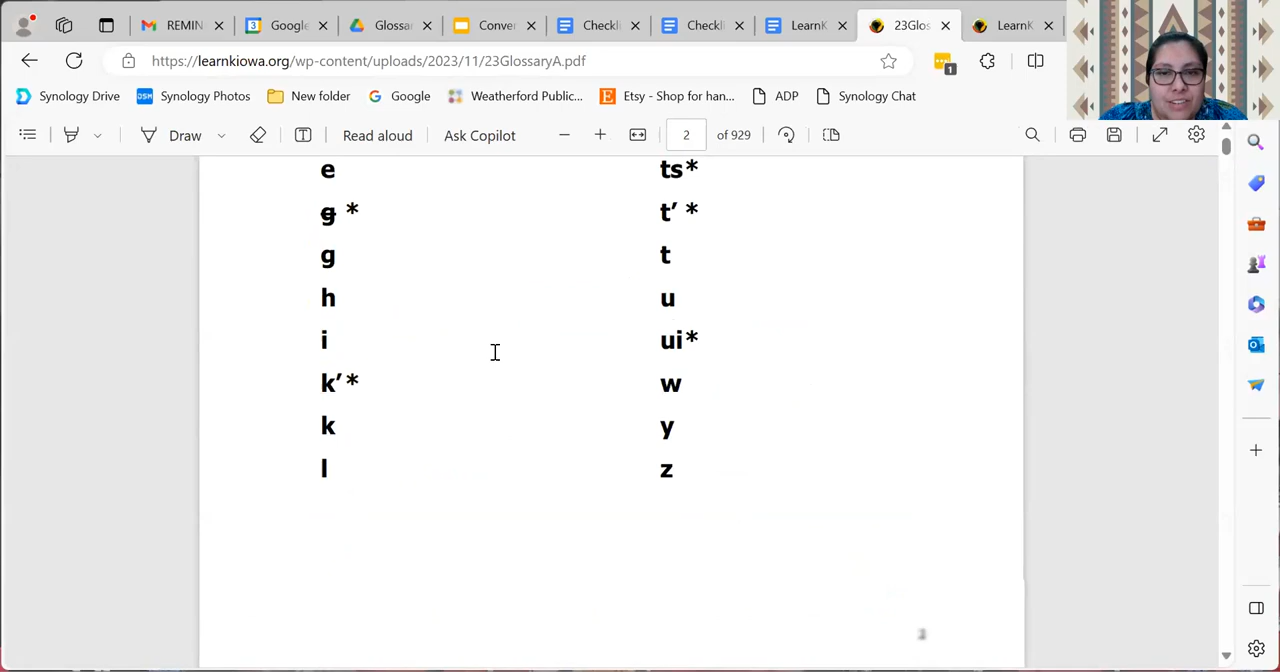 REMIN
Google
Glossar
Conver
Checkli
Checkli
LearnK
23Glos
LearnK
https://learnkiowa.org/wp-content/uploads/2023/11/23GlossaryA.pdf
1
Synology Drive
Synology Photos
New folder
Google
Weatherford Public...
Etsy - Shop for han...
ADP
Synology Chat
Draw
Read aloud
Ask Copilot
2 of 929
e ts*
g̶ * t’ *
g t
h u
i ui*
k’* w
k y
l z